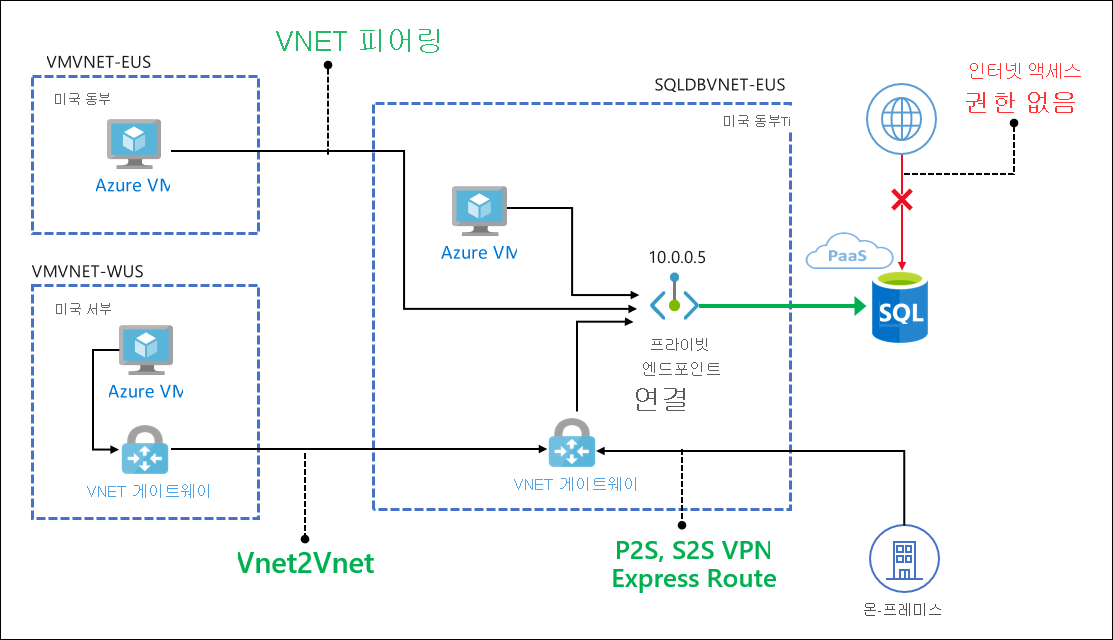 VNET 피어링
VMVNET-EUS
미국 동부
Azure VM
SQLDBVNET-EUS
미국 동부Ti
인터넷 액세스
권한 없음
Azure VM
10.0.0.5
PaaS
SQL
프라이빗
엔드포인트
연결
VMVNET-WUS
미국 서부
Azure VM
VNET 게이트웨이
VNET 게이트웨이
Vnet2Vnet
P2S, S2S VPN
Express Route
온-프레미스